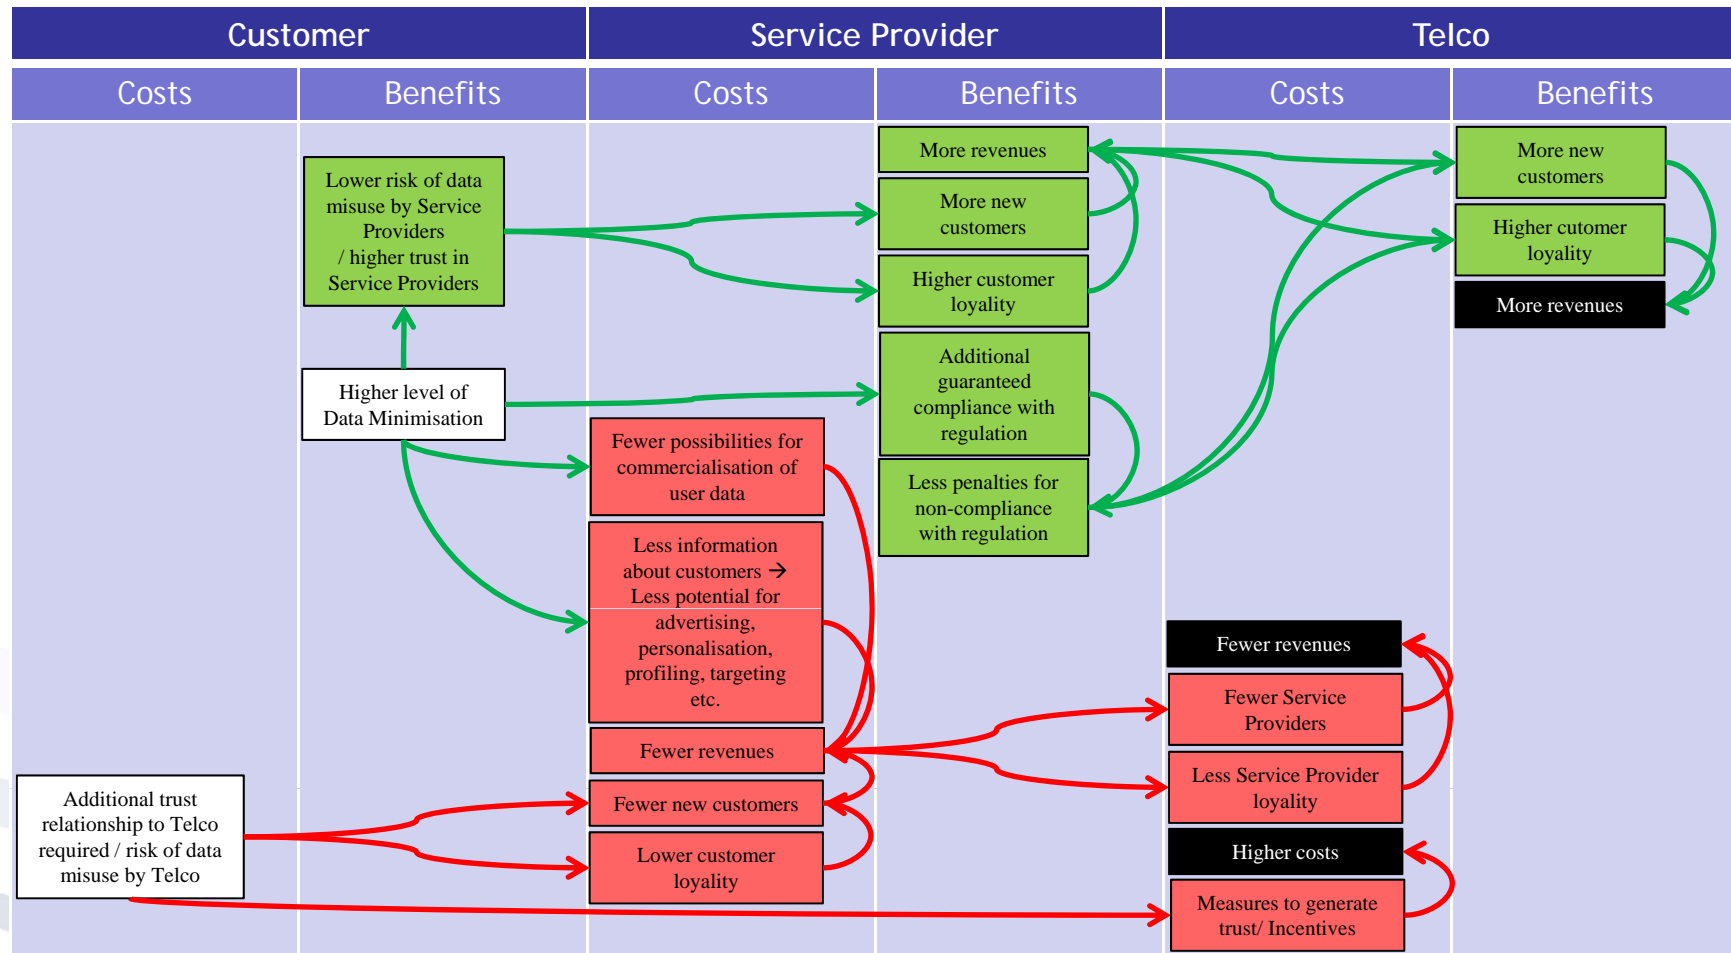 Customer
Service Provider
Telco
Costs
Benefits
Costs
Benefits
Costs
Benefits
Lower risk of data
misuse by Service
Providers
/ higher trust in
Service Providers
Higher level of
Data Minimisation
Additional trust
relationship to Telco
required / risk of data
misuse by Telco
Fewer possibilities for
commercialisation of
user data
Less information
about customers →
Less potential for
advertising,
personalisation,
profiling, targeting
etc.
Fewer revenues
Fewer new customers
Lower customer
loyality
More revenues
More new
customers
Higher customer
loyality
Additional
guaranteed
compliance with
regulation
Less penalties for
non-compliance
with regulation
Fewer revenues
Fewer Service
Providers
Less Service Provider
loyality
Higher costs
Measures to generate
trust/ Incentives
More new
customers
Higher cutomer
loyality
More revenues